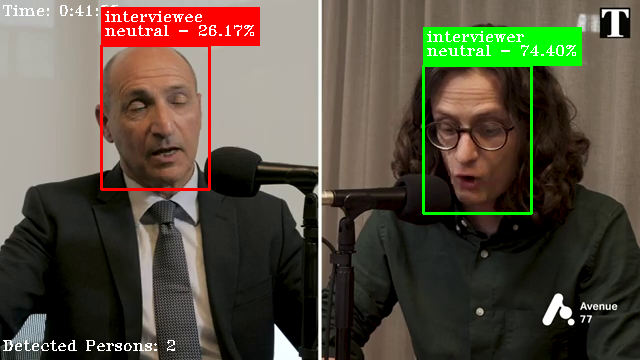 Time: 0:41:
interviewee
neutral - 26.17%
interviewer
neutral - 74.40%
T
Avenue
77
Detected Persons: 2